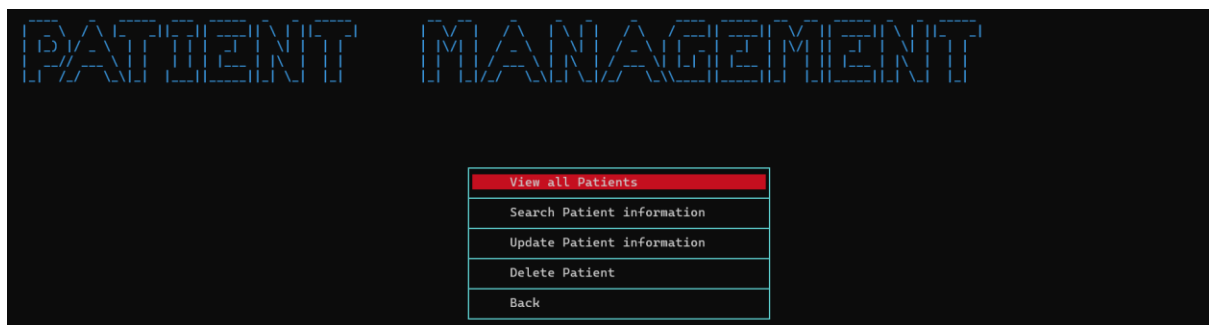 PATIENT MANAGEMENT
View all Patients
Search Patient information
Update Patient information
Delete Patient
Back